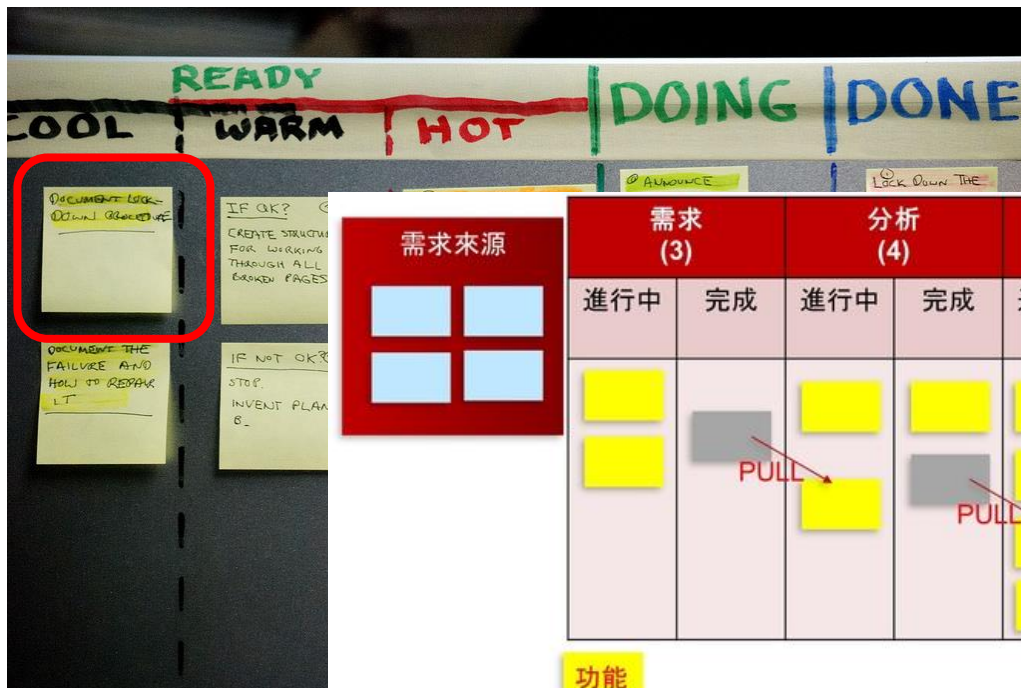 READY
COOL
WARM
HOT
DOING
DONE
DOCUMENT LOCK-
DOWN PROCEDURE
DOCUMENT THE
FAILURE AND
HOW TO REPAIR
IT
IF OK?
CREATE STRUCTU
FOR WORKING
THROUGH ALL
BROKEN PAGES
IF NOT OK?
STOP.
INVENT PLAN
B_
ANNOUNCE
LOCK DOWN THE
需求來源
需求
(3)
分析
(4)
進行中
完成
進行中
完成
PULL
PULL
功能